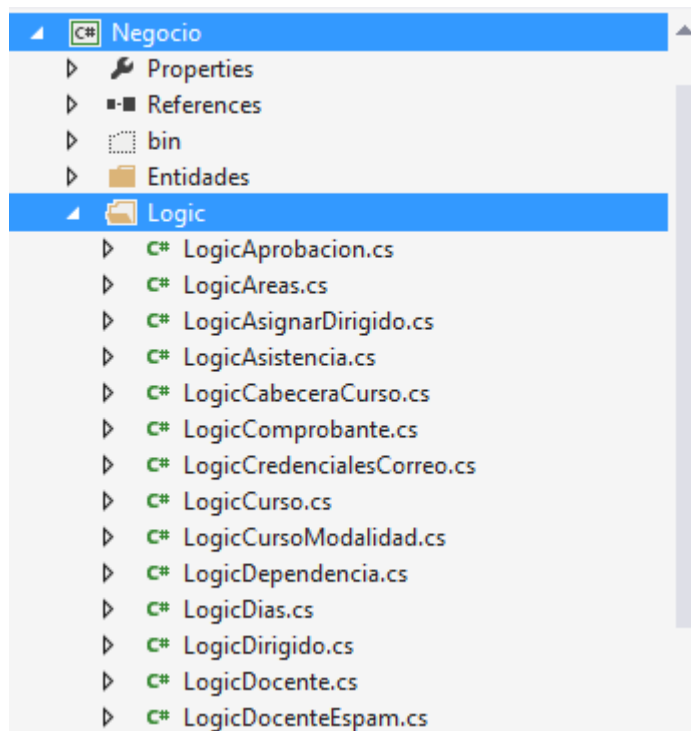 C# Negocio
Properties
References
bin
Entidades
Logic
C# LogicAprobacion.cs
C# LogicAreas.cs
C# LogicAsignarDirigido.cs
C# LogicAsistencia.cs
C# LogicCabeceraCurso.cs
C# LogicComprobante.cs
C# LogicCredencialesCorreo.cs
C# LogicCurso.cs
C# LogicCursoModalidad.cs
C# LogicDependencia.cs
C# LogicDias.cs
C# LogicDirigido.cs
C# LogicDocente.cs
C# LogicDocenteEspam.cs